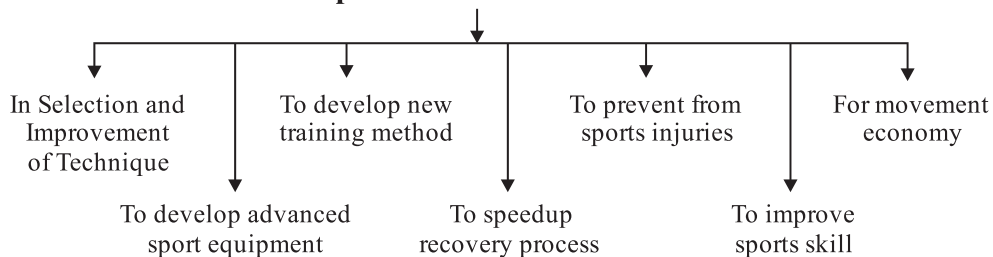 In Selection and
Improvement
of Technique
To develop new
training method
To prevent from
sports injuries
For movement
economy
To develop advanced
sport equipment
To speedup
recovery process
To improve
sports skill